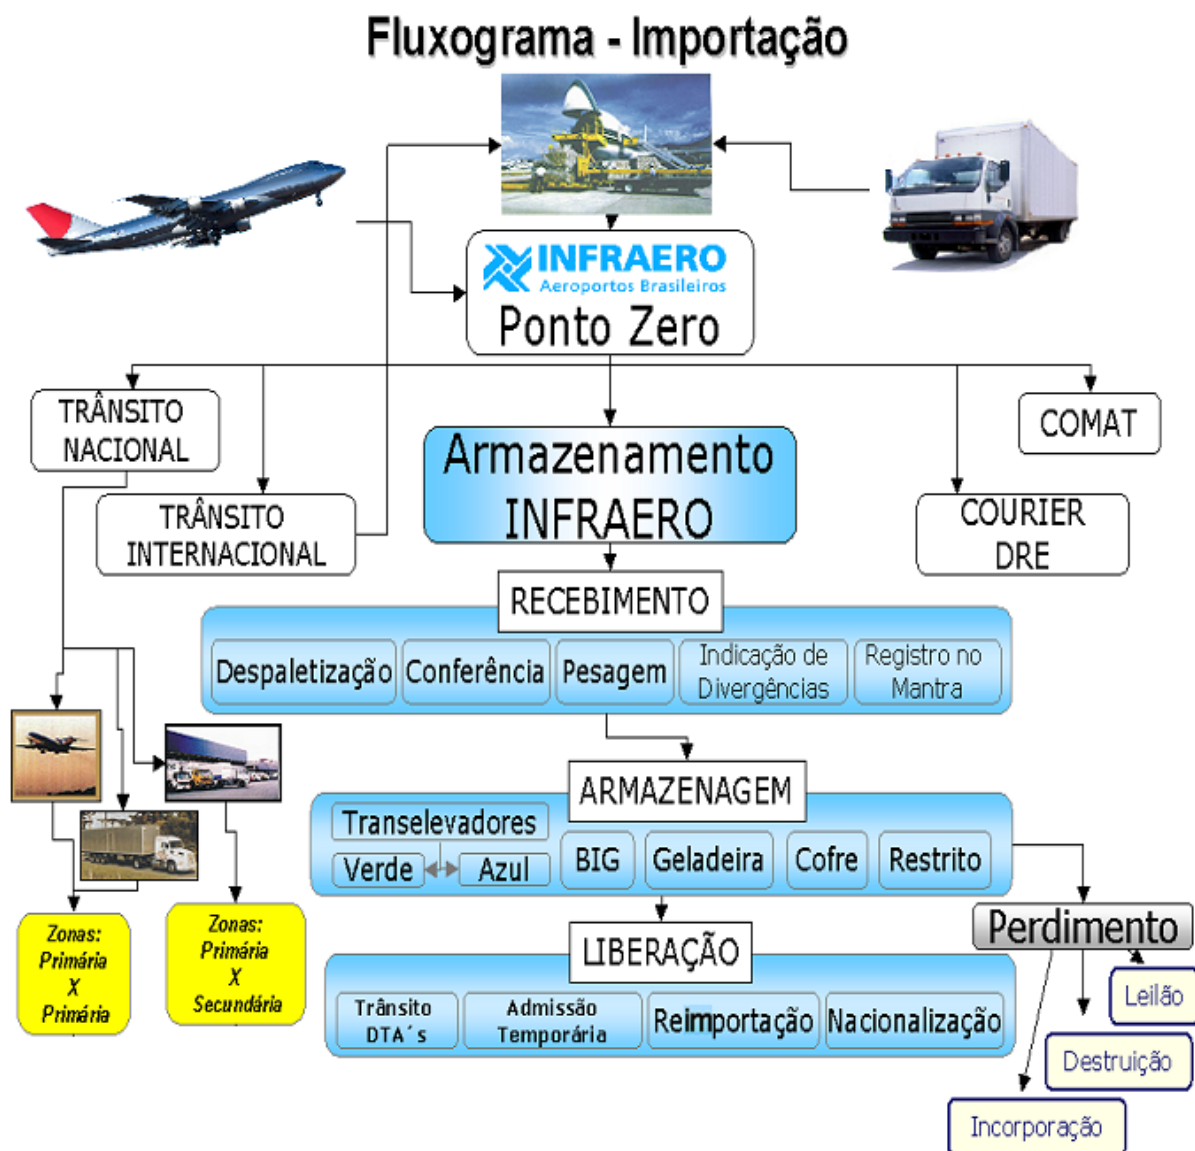 Fluxograma - Importação
INFRAERO
Aeroportos Brasileiros
Ponto Zero
TRÂNSITO
NACIONAL
TRÂNSITO
INTERNACIONAL
Armazenamento
INFRAERO
COURIER
DRE
COMAT
RECEBIMENTO
Despaletização
Conferência
Pesagem
Indicação de
Divergências
Registro no
Mantra
ARMAZENAGEM
Transelevadores
Verde
Azul
BIG
Geladeira
Cofre
Restrito
Zonas:
Primária
X
Primária
Zonas:
Primária
X
Secundária
LIBERAÇÃO
Trânsito
DTA´s
Admissão
Temporária
Reimportação
Nacionalização
Perdimento
Leilão
Destruição
Incorporação